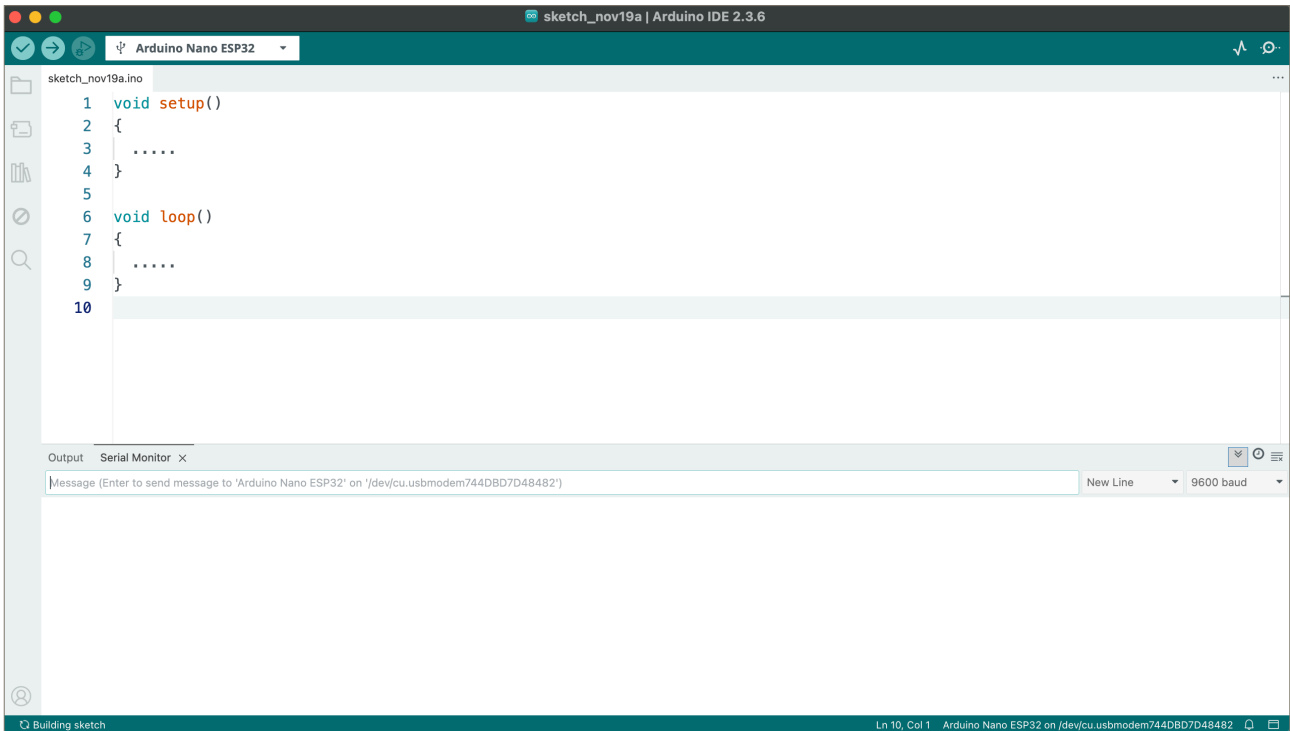 sketch_nov19a | Arduino IDE 2.3.6
Arduino Nano ESP32
sketch_nov19a.ino
1 void setup()
2 {
3 .....
4 }
5
6 void loop()
7 {
8 .....
9 }
10
Output Serial Monitor
Message (Enter to send message to 'Arduino Nano ESP32' on '/dev/cu.usbmodem744DBD7D48482') New Line 9600 baud
Building sketch Ln 10, Col 1 Arduino Nano ESP32 on /dev/cu.usbmodem744DBD7D48482